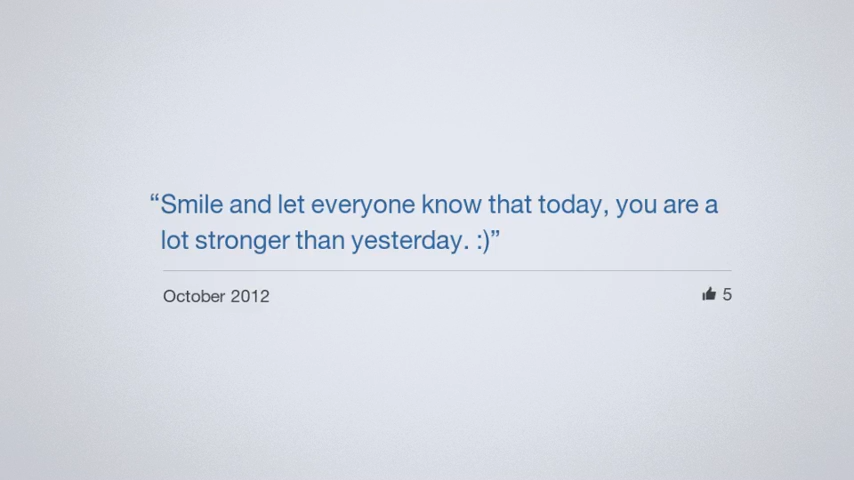 “Smile and let everyone know that today, you are a
lot stronger than yesterday. :)”
October 2012
5